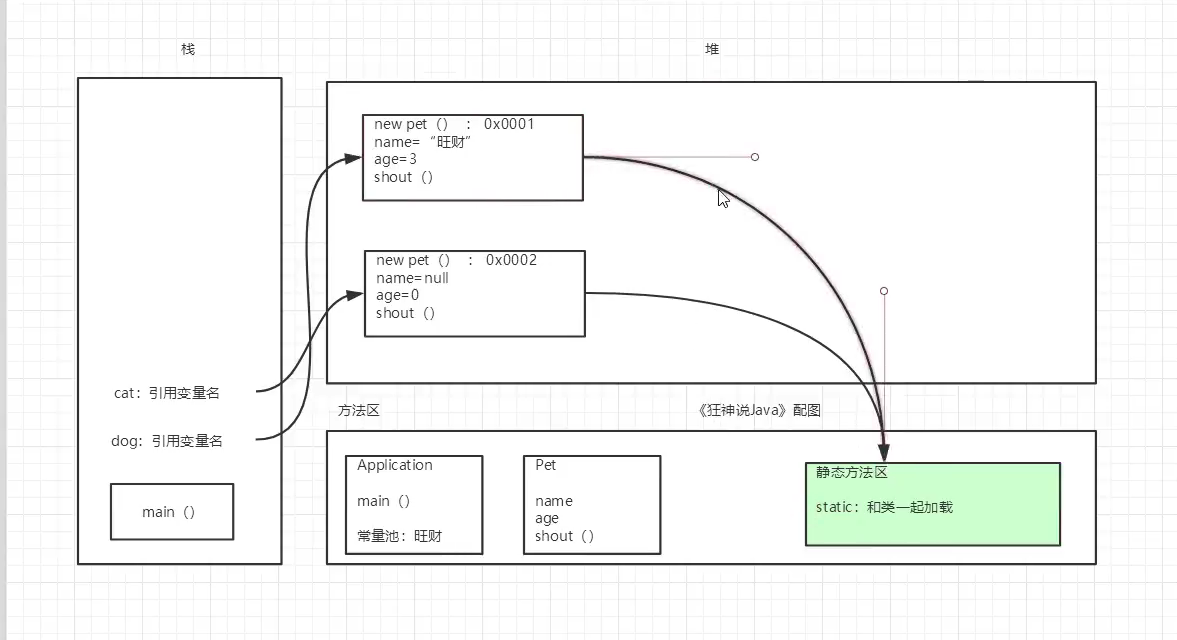 栈
堆
new pet（） ： 0x0001
name= “旺财”
age=3
shout（）
new pet（） ： 0x0002
name=null
age=0
shout（）
cat：引用变量名
dog：引用变量名
main（）
方法区
《狂神说Java》配图
Application
main（）
常量池：旺财
Pet
name
age
shout（）
静态方法区
static：和类一起加载